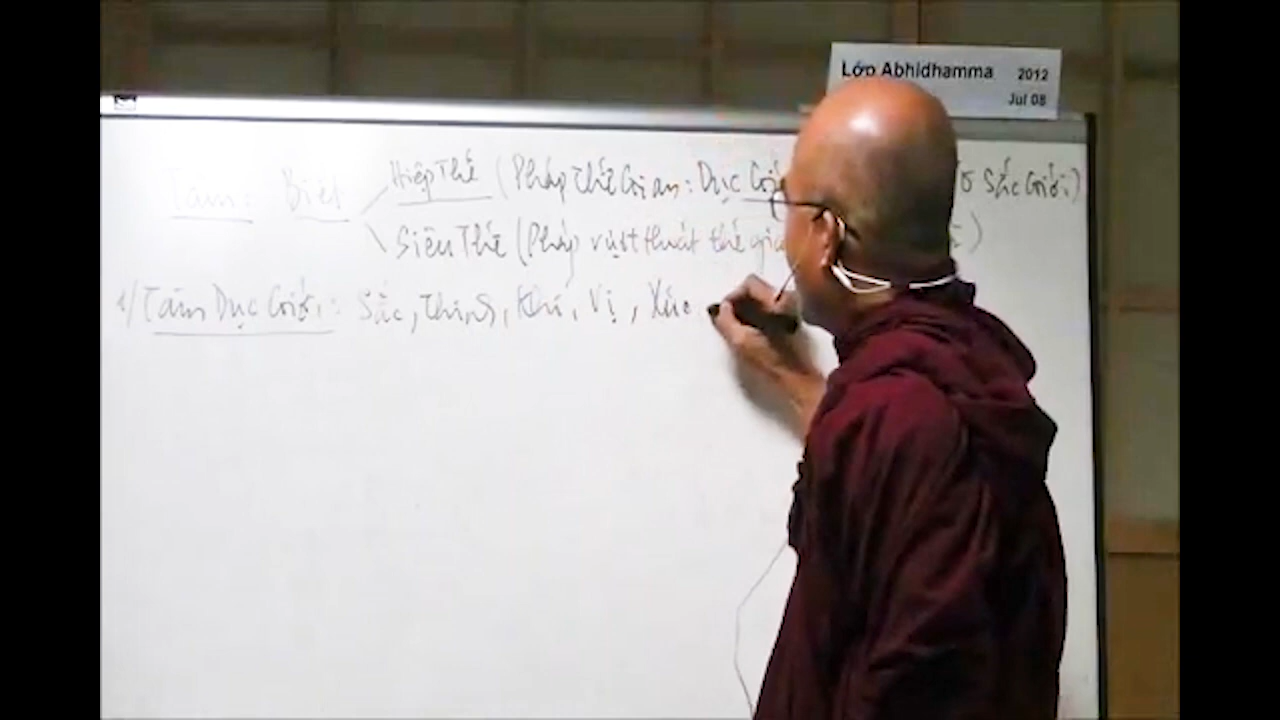 Lớp Abhidhamma 2012
Jul 08
Tâm: Biết
Hiệp Thế (Pháp Thế Gian: Dục Giới Sắc Giới)
Siêu Thế (Pháp vượt thoát thế gian )
1/ Tâm Dục Giới: Sắc, Thinh, Khí, Vị, Xúc